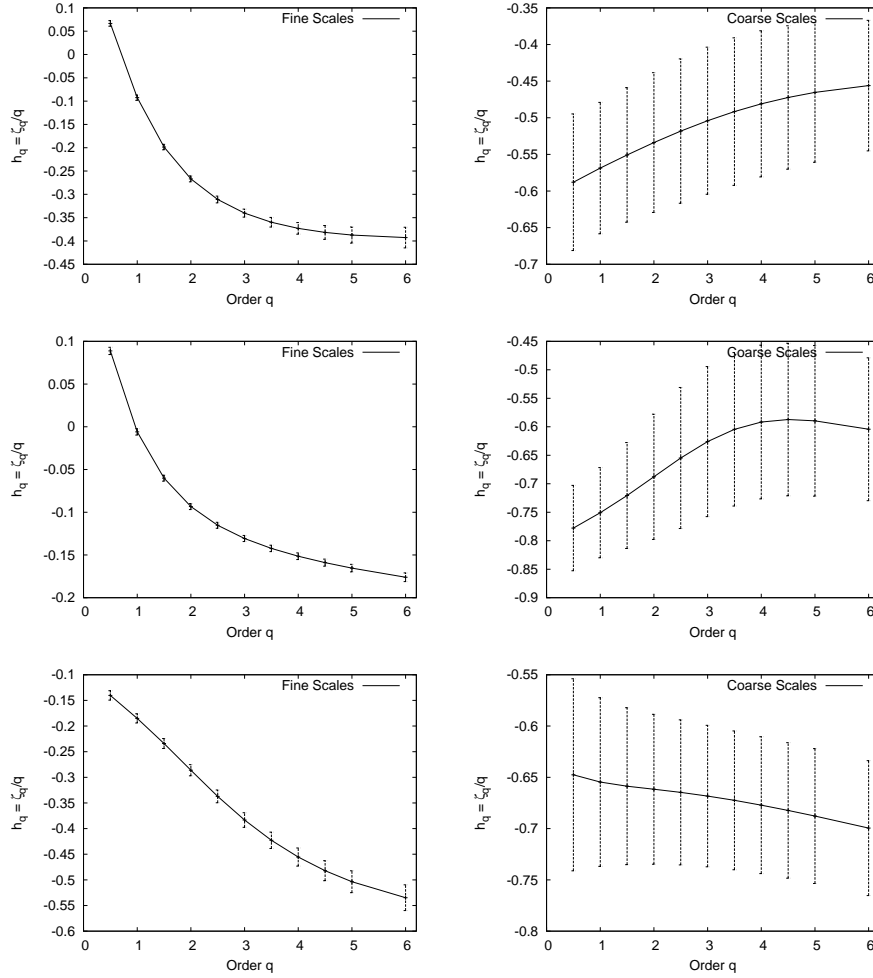 0.1
0.05
0
-0.05
-0.1
-0.15
-0.2
-0.25
-0.3
-0.35
-0.4
-0.45
0 1 2 3 4 5 6
Order q
h_q = ζ_q/q
Fine Scales
-0.35
-0.4
-0.45
-0.5
-0.55
-0.6
-0.65
-0.7
0 1 2 3 4 5 6
Order q
h_q = ζ_q/q
Coarse Scales
0.1
0.05
0
-0.05
-0.1
-0.15
-0.2
0 1 2 3 4 5 6
Order q
h_q = ζ_q/q
Fine Scales
-0.45
-0.5
-0.55
-0.6
-0.65
-0.7
-0.75
-0.8
-0.85
-0.9
0 1 2 3 4 5 6
Order q
h_q = ζ_q/q
Coarse Scales
-0.1
-0.15
-0.2
-0.25
-0.3
-0.35
-0.4
-0.45
-0.5
-0.55
-0.6
0 1 2 3 4 5 6
Order q
h_q = ζ_q/q
Fine Scales
-0.55
-0.6
-0.65
-0.7
-0.75
-0.8
0 1 2 3 4 5 6
Order q
h_q = ζ_q/q
Coarse Scales